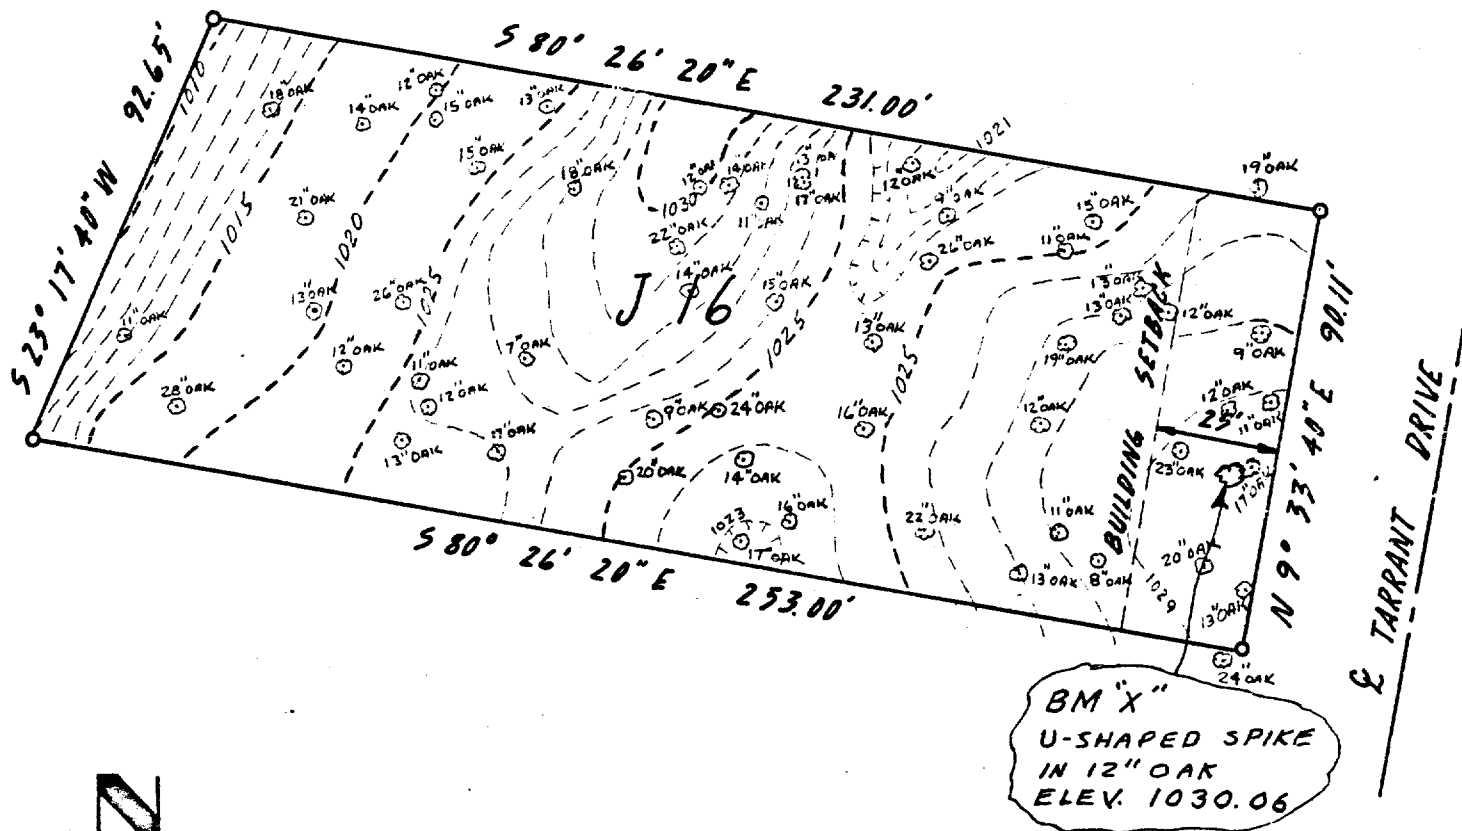 S 80° 26' 20" E 231.00'
S 23° 17' 40" W 92.65'
1010
18" OAK
14" OAK
12" OAK
15" OAK
13" OAK
15" OAK
18" OAK
12" OAK
14" OAK
13" OAK
12"
17" OAK
11" OAK
1030
22" OAK
14" OAK
15" OAK
12" OAK
1021
9" OAK
26" OAK
15" OAK
11" OAK
19" OAK
1015
21" OAK
1020
13" OAK
26" OAK
1025
J 16
1025
13" OAK
1025
13" OAK
13" OAK
12" OAK
19" OAK
9" OAK
11" OAK
28" OAK
12" OAK
11" OAK
12" OAK
7" OAK
13" OAK
17" OAK
9" OAK
24" OAK
20" OAK
14" OAK
16" OAK
1023
16" OAK
17" OAK
22" OAK
12" OAK
11" OAK
13" OAK
8" OAK
BUILDING SETBACK
25'
12" OAK
11" OAK
23" OAK
17" OAK
20" OAK
1029
13" OAK
24" OAK
N 9° 33' 40" E 90.11'
℄ TARRANT DRIVE
S 80° 26' 20" E 253.00'
BM "X"
U-SHAPED SPIKE
IN 12" OAK
ELEV. 1030.06
N